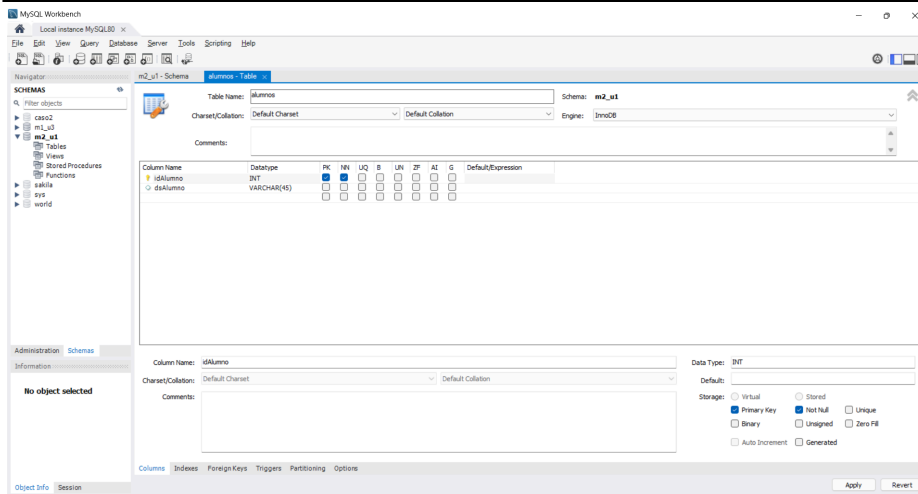 MySQL Workbench
Local instance MySQL80 ×
File Edit View Query Database Server Tools Scripting Help
Navigator
m2_u1 - Schema
alumnos - Table ×
SCHEMAS
Filter objects
caso2
m1_u3
m2_u1
Tables
Views
Stored Procedures
Functions
sakila
sys
world
Table Name: alumnos
Schema: m2_u1
Charset/Collation: Default Charset Default Collation
Engine: InnoDB
Comments:
Column Name Datatype PK NN UQ B UN ZF AI G Default/Expression
idAlumno INT
dsAlumno VARCHAR(45)
Administration Schemas
Information
No object selected
Column Name: idAlumno
Data Type: INT
Charset/Collation: Default Charset Default Collation
Default:
Comments:
Storage: Virtual Stored
Primary Key Not Null Unique
Binary Unsigned Zero Fill
Auto Increment Generated
Columns Indexes Foreign Keys Triggers Partitioning Options
Apply Revert
Object Info Session